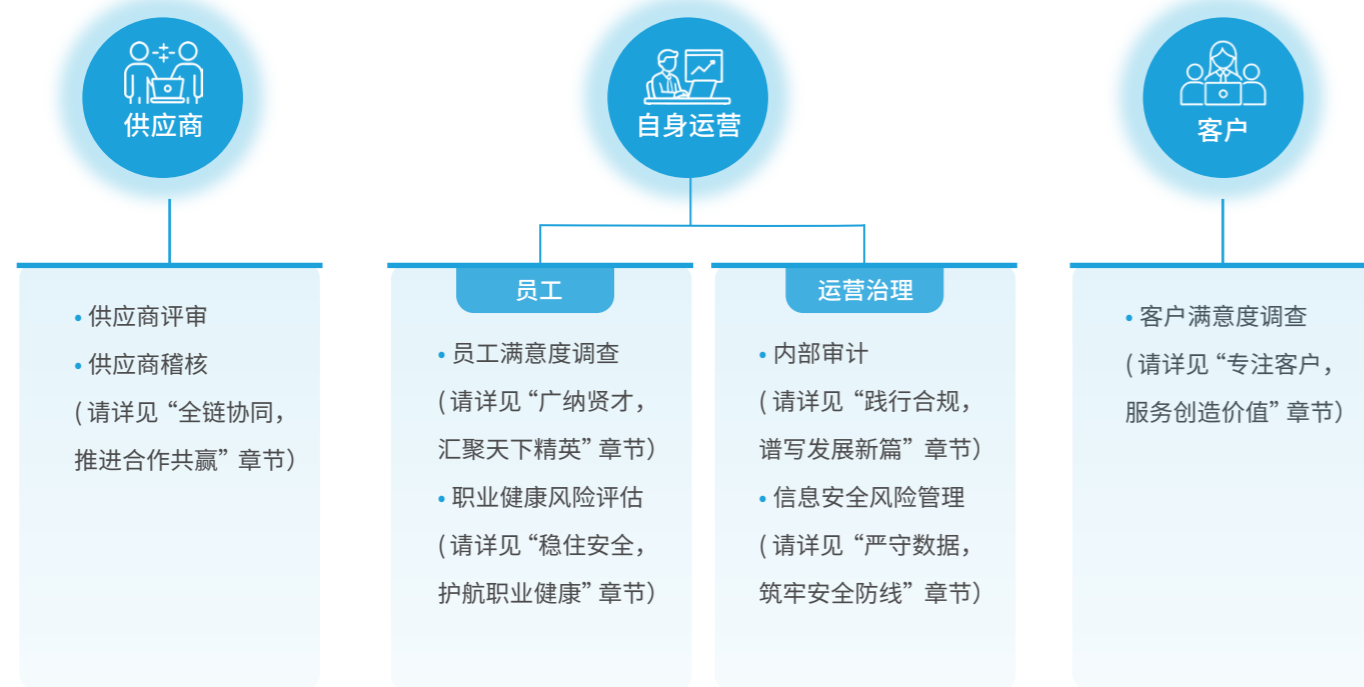 供应商
自身运营
客户
• 供应商评审
• 供应商稽核
(请详见“全链协同，
推进合作共赢”章节）
员工
• 员工满意度调查
(请详见“广纳贤才，
汇聚天下精英”章节）
• 职业健康风险评估
(请详见“稳住安全，
护航职业健康”章节）
运营治理
• 内部审计
(请详见“践行合规，
谱写发展新篇”章节）
• 信息安全风险管理
(请详见“严守数据，
筑牢安全防线”章节）
• 客户满意度调查
(请详见“专注客户，
服务创造价值”章节）